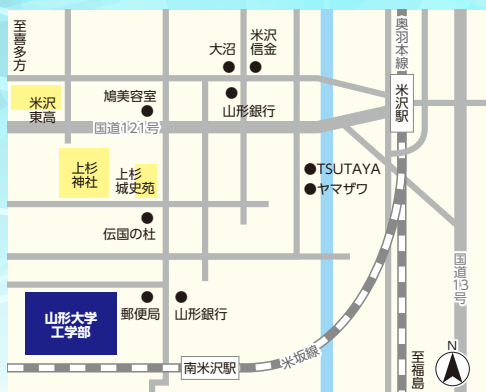 至喜多方
大沼
米沢
信金
奥羽本線
米沢駅
米沢
東高
鳩美容室
山形銀行
国道121号
上杉
神社
上杉
城史苑
TSUTAYA
ヤマザワ
伝国の杜
国道13号
山形大学
工学部
郵便局
山形銀行
米坂線
南米沢駅
至福島
N